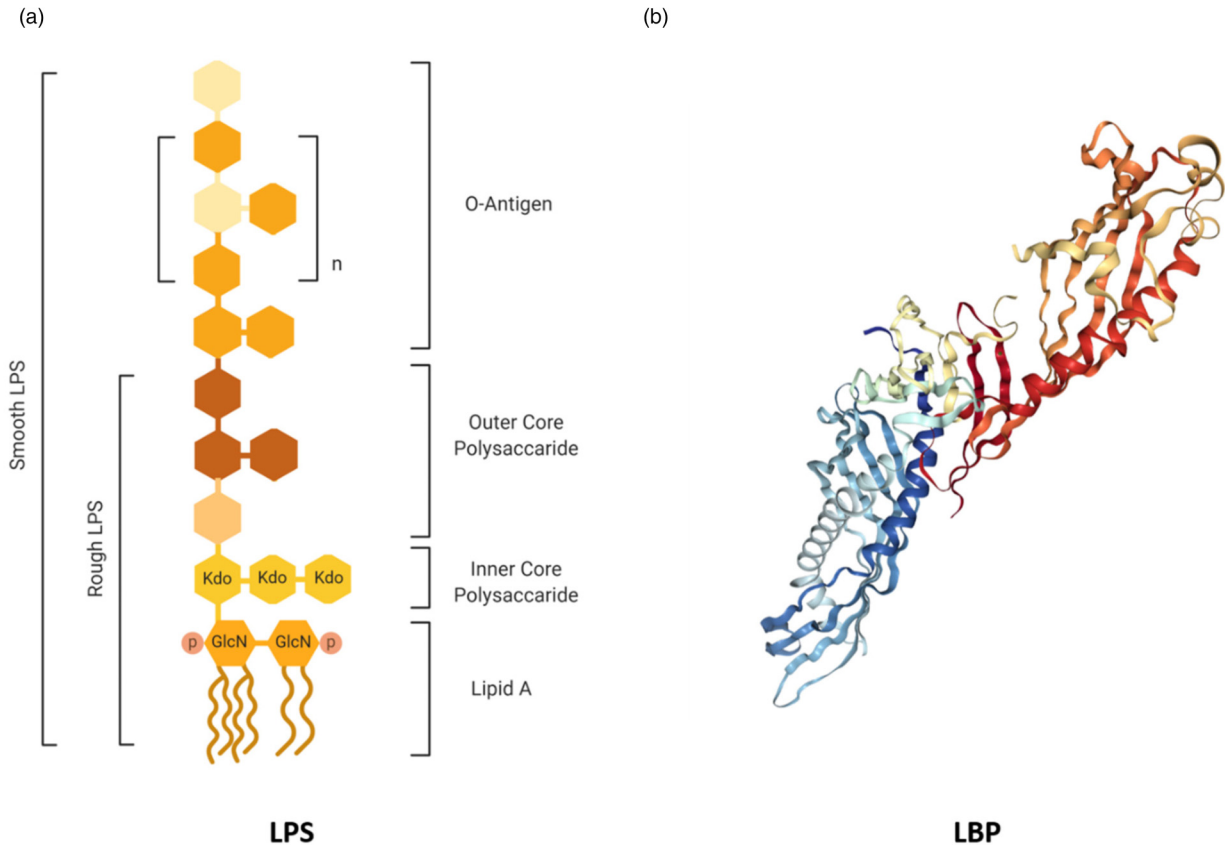 (a)
(b)
Smooth LPS
Rough LPS
n
O-Antigen
Outer Core
Polysaccaride
Kdo Kdo Kdo
Inner Core
Polysaccaride
p GlcN GlcN p
Lipid A
LPS
LBP